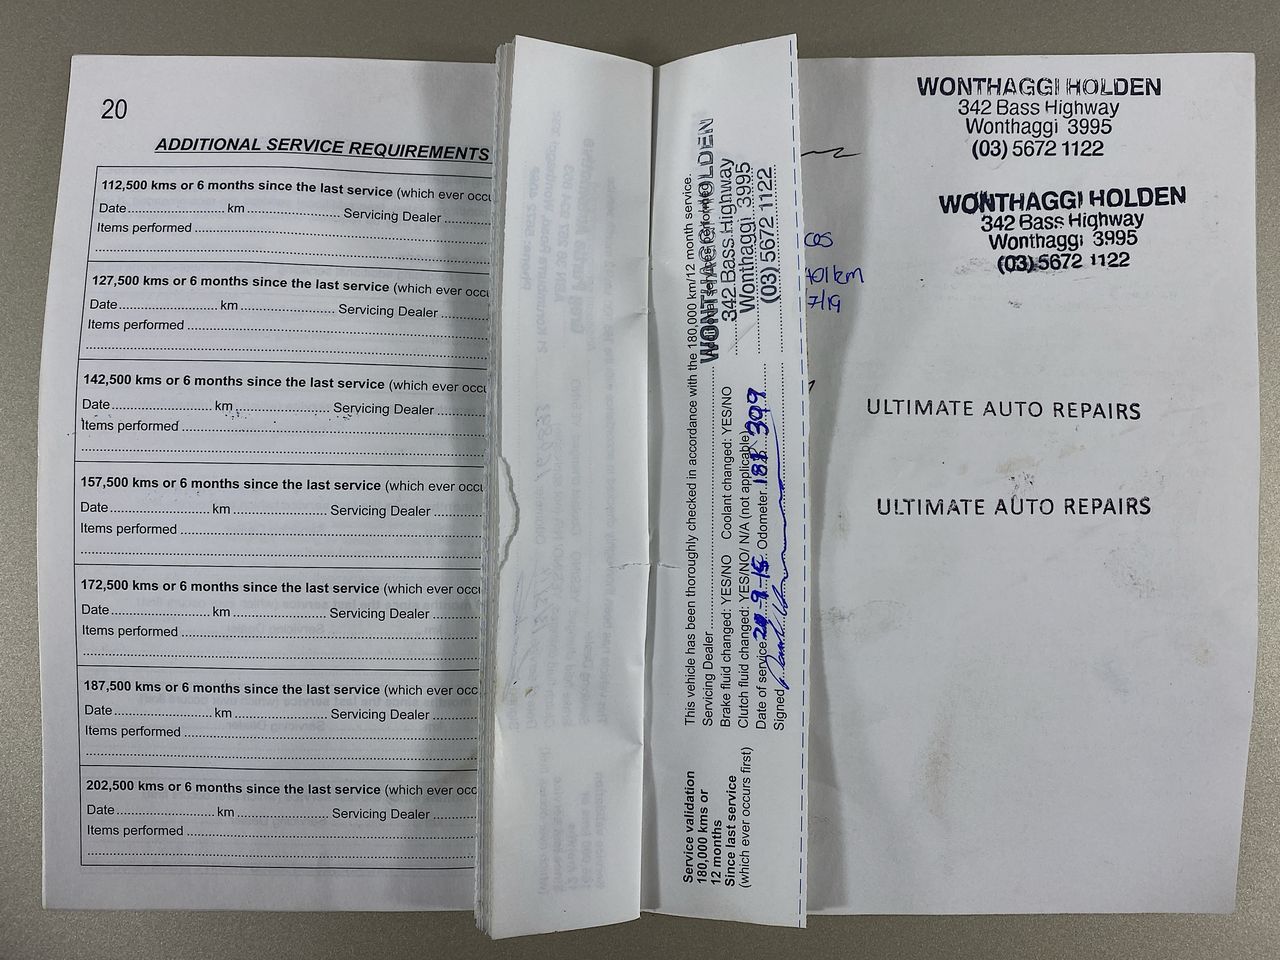 20
ADDITIONAL SERVICE REQUIREMENTS
112,500 kms or 6 months since the last service (which ever occu
Date.................... km .......................... Servicing Dealer ........
Items performed ................................................................
127,500 kms or 6 months since the last service (which ever occu
Date.................... km .......................... Servicing Dealer ........
Items performed ................................................................
142,500 kms or 6 months since the last service (which ever occu
Date.................... km .......................... Servicing Dealer ........
Items performed ................................................................
157,500 kms or 6 months since the last service (which ever occu
Date.................... km .......................... Servicing Dealer ........
Items performed ................................................................
172,500 kms or 6 months since the last service (which ever occu
Date.................... km .......................... Servicing Dealer ........
Items performed ................................................................
187,500 kms or 6 months since the last service (which ever occ
Date.................... km .......................... Servicing Dealer ........
Items performed ................................................................
202,500 kms or 6 months since the last service (which ever occ
Date.................... km .......................... Servicing Dealer ........
Items performed ................................................................
Service validation
180,000 kms or
12 months
Since last service
(which ever occurs first)
This vehicle has been thoroughly checked in accordance with the 180,000 km/12 month service.
Servicing Dealer
Brake fluid changed: YES/NO Coolant changed: YES/NO
Clutch fluid changed: YES/NO/ N/A (not applicable)
Date of service Odometer 309
Signed
WONTHAGGI HOLDEN
342 Bass Highway
Wonthaggi 3995
(03) 5672 1122
km
7/19
WONTHAGGI HOLDEN
342 Bass Highway
Wonthaggi 3995
(03) 5672 1122
WONTHAGGI HOLDEN
342 Bass Highway
Wonthaggi 3995
(03) 5672 1122
ULTIMATE AUTO REPAIRS
ULTIMATE AUTO REPAIRS